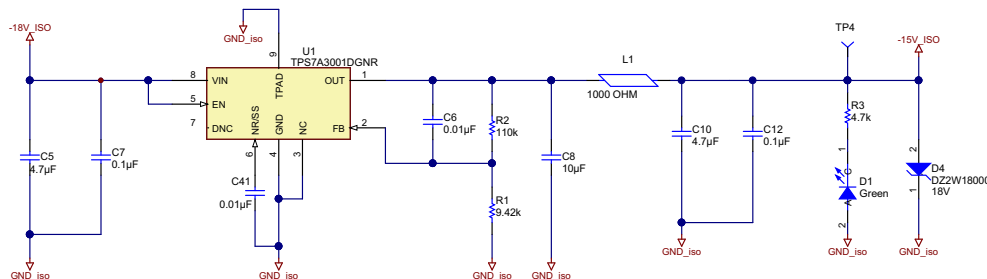 -18V_ISO
C5
4.7µF
C7
0.1µF
GND_iso
GND_iso
U1
TPS7A3001DGNR
9
8
VIN
TPAD
OUT
1
5
EN
7
DNC
NR/SS
GND
NC
FB
2
6
4
3
C41
0.01µF
GND_iso
C6
0.01µF
R2
110k
R1
9.42k
GND_iso
C8
10µF
GND_iso
L1
1000 OHM
C10
4.7µF
C12
0.1µF
GND_iso
TP4
R3
4.7k
1
C
D1
Green
A
2
GND_iso
-15V_ISO
2
D4
DZ2W18000
18V
1
GND_iso